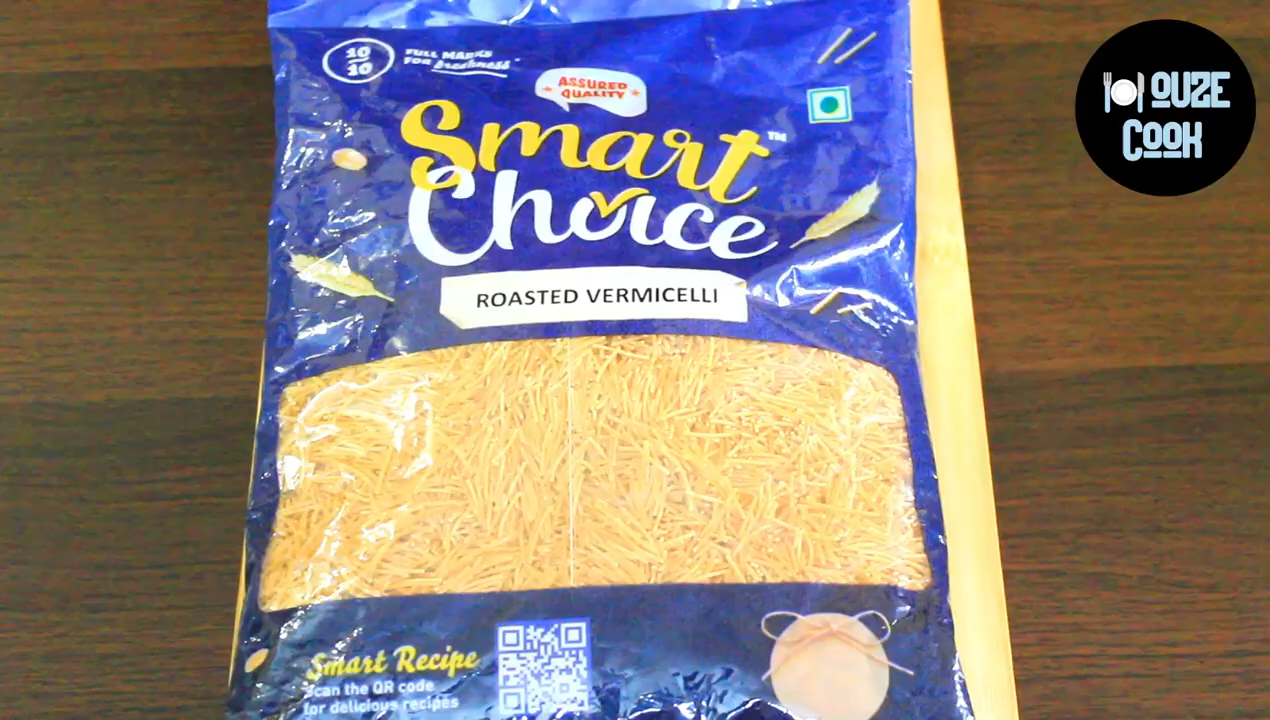 10
10
FULL MARKS
FOR freshness*
ASSURED
QUALITY
Smart
Choice
TM
ROASTED VERMICELLI
Smart Recipe
Scan the QR code
for delicious recipes
OUZE
COOK